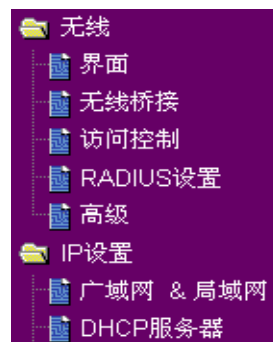 无线
界面
无线桥接
访问控制
RADIUS设置
高级
IP设置
广域网 & 局域网
DHCP服务器